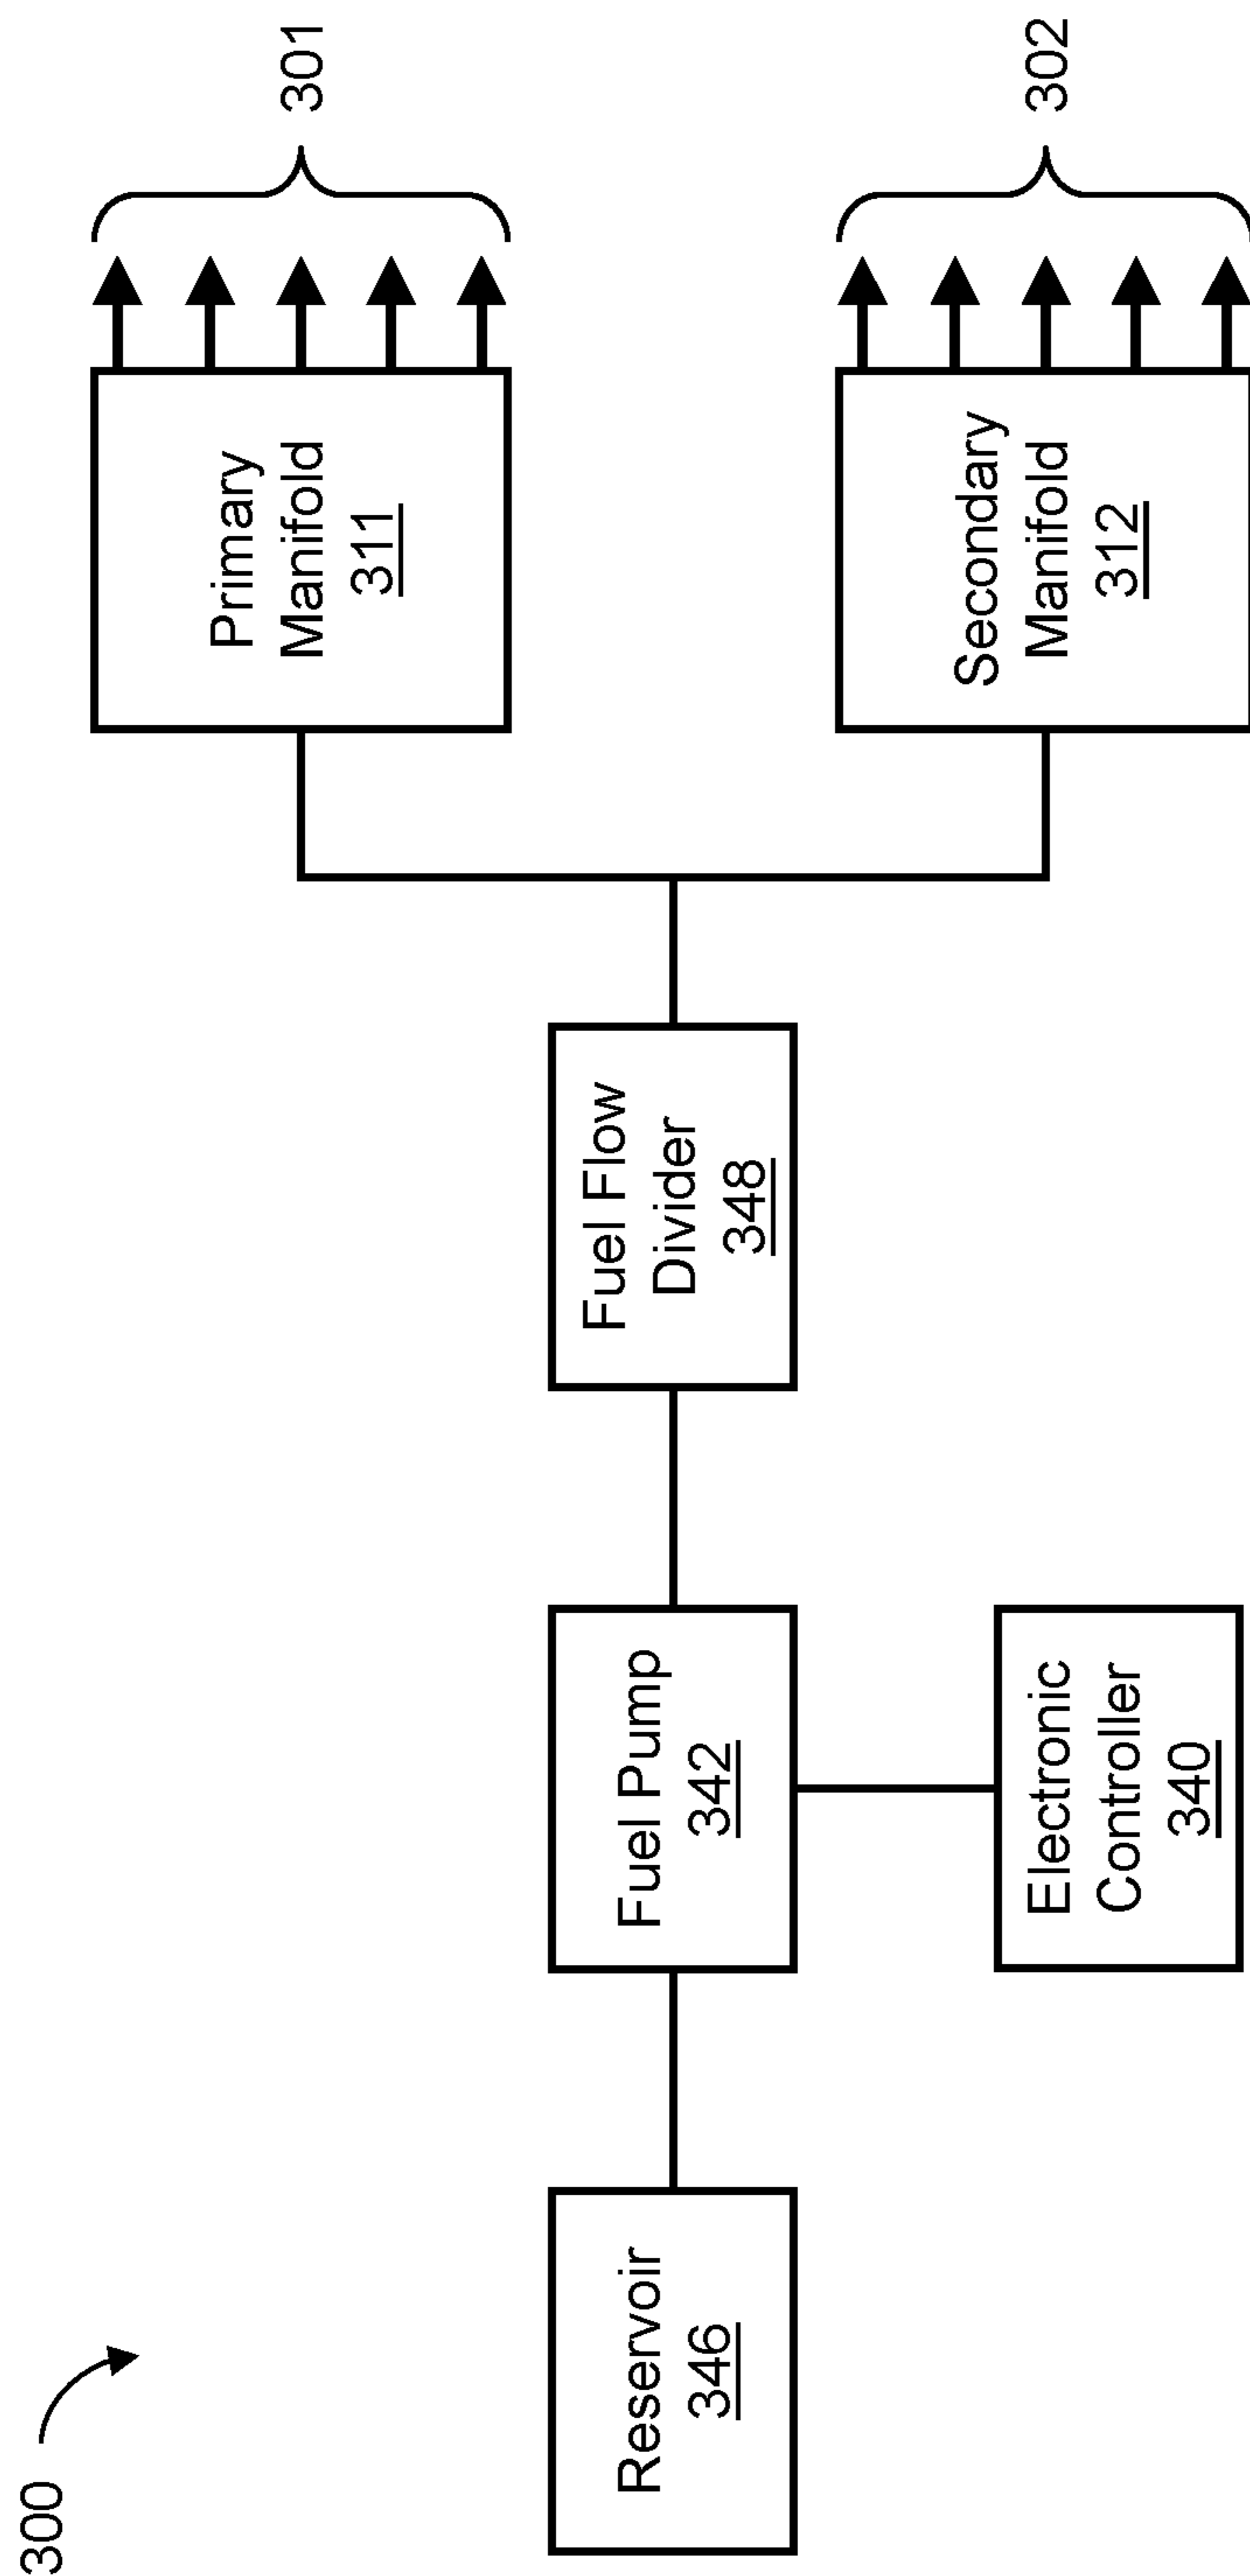 300
Reservoir
346
Fuel Pump
342
Electronic
Controller
340
Fuel Flow
Divider
348
Primary
Manifold
311
301
Secondary
Manifold
312
302